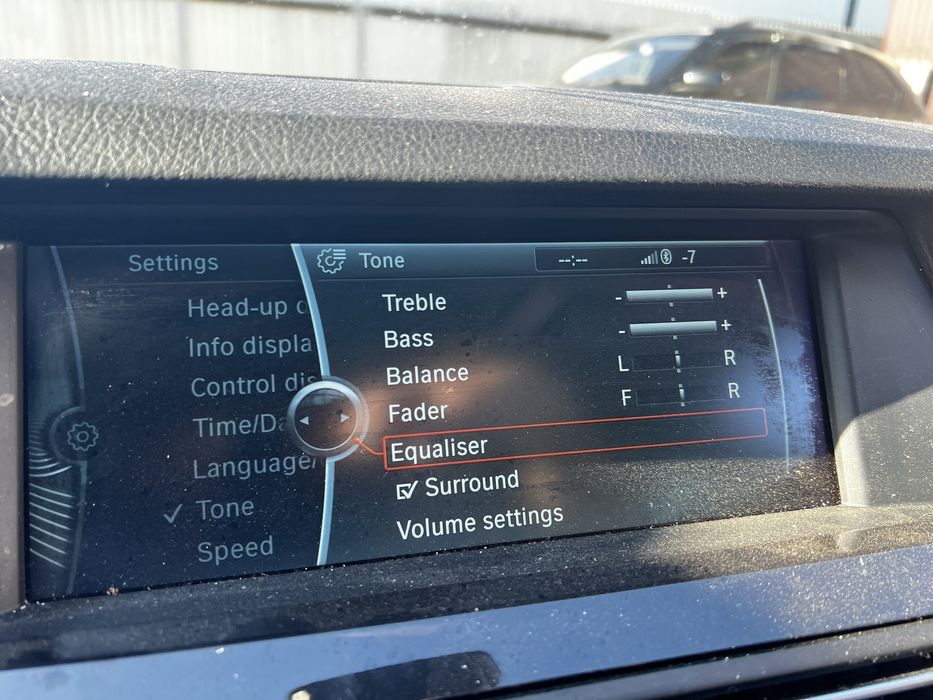 Settings
Tone
--:--
-7
Head-up
Info displa
Control dis
Time/Da
Language/
Tone
Speed
Treble - +
Bass - +
Balance L R
Fader F R
Equaliser
Surround
Volume settings